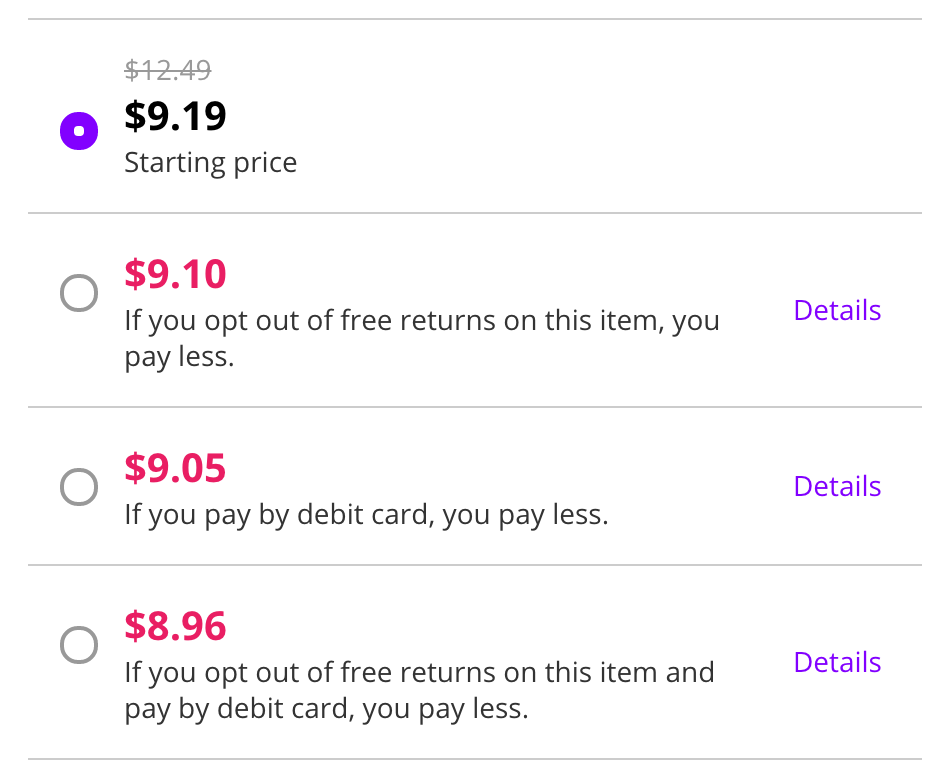 $12.49
$9.19
Starting price
$9.10
If you opt out of free returns on this item, you
pay less.
Details
$9.05
If you pay by debit card, you pay less.
Details
$8.96
If you opt out of free returns on this item and
pay by debit card, you pay less.
Details